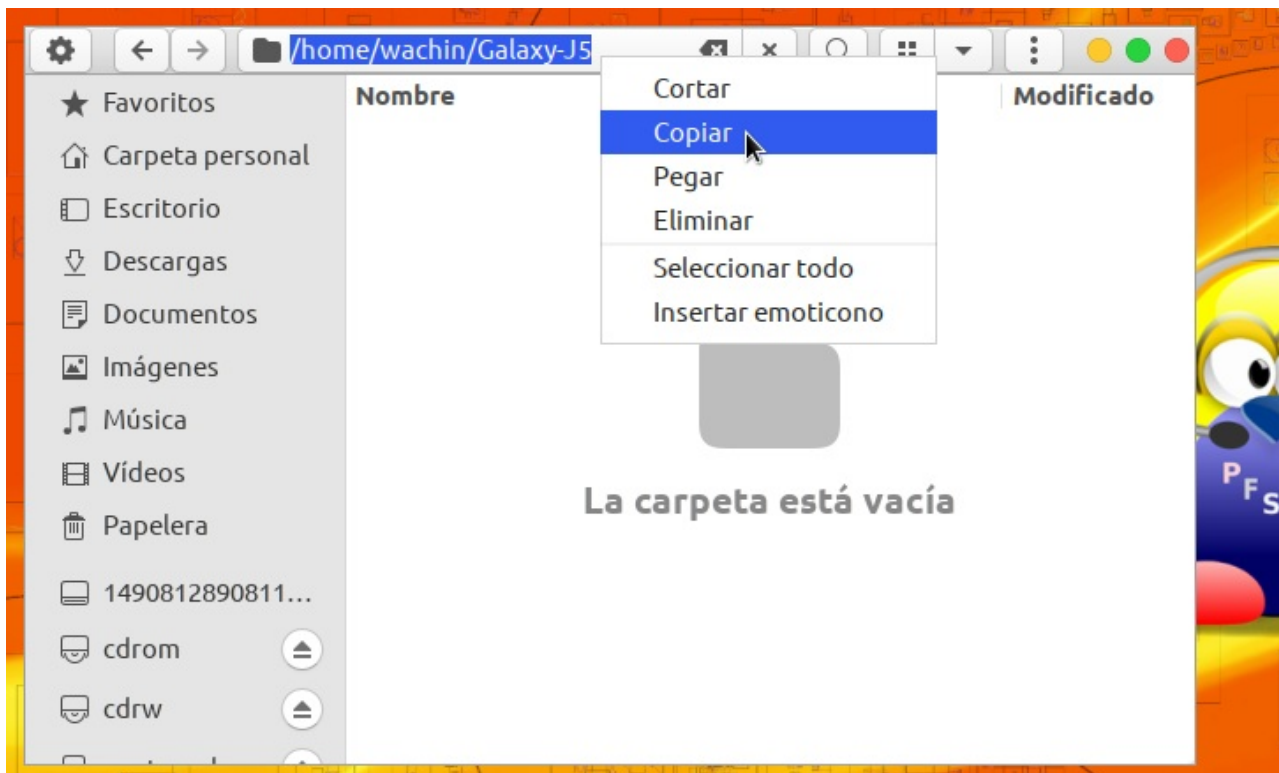 /home/wachin/Galaxy-J5
Favoritos
Carpeta personal
Escritorio
Descargas
Documentos
Imágenes
Música
Vídeos
Papelera
1490812890811...
cdrom
cdrw
Nombre
Modificado
Cortar
Copiar
Pegar
Eliminar
Seleccionar todo
Insertar emoticono
La carpeta está vacía
P F S